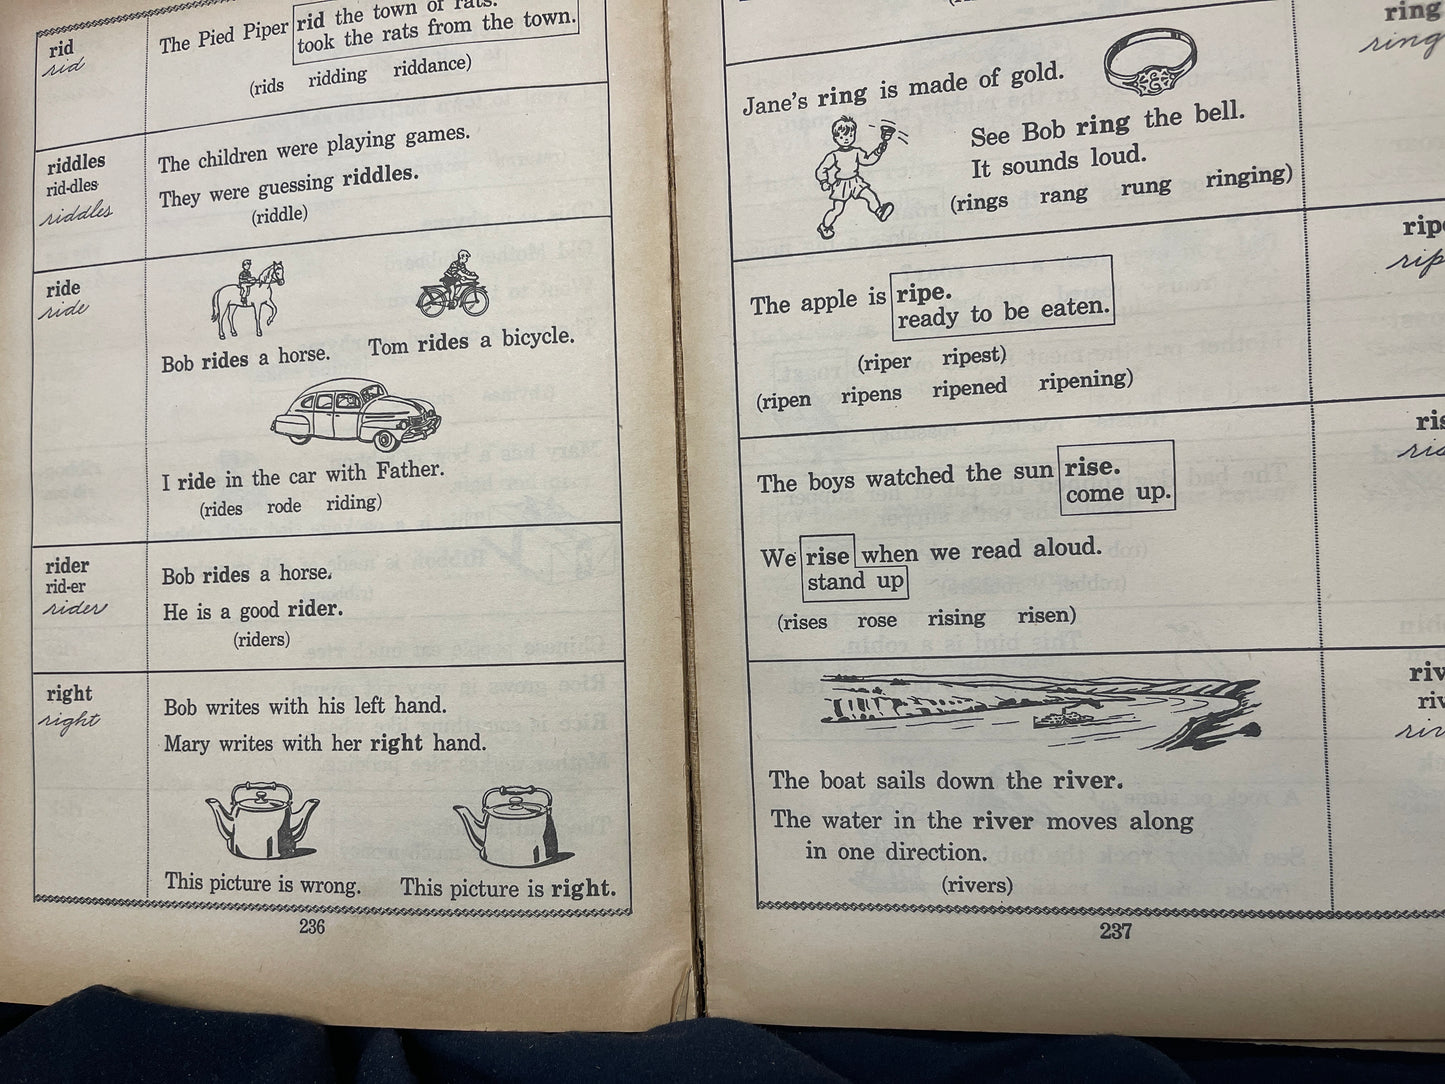 rid
rid
The Pied Piper rid the town of rats.
took the rats from the town.
(rids ridding riddance)
riddles
rid-dles
riddles
The children were playing games.
They were guessing riddles.
(riddle)
ride
ride
Bob rides a horse. Tom rides a bicycle.
I ride in the car with Father.
(rides rode riding)
rider
rid-er
rider
Bob rides a horse.
He is a good rider.
(riders)
right
right
Bob writes with his left hand.
Mary writes with her right hand.
This picture is wrong. This picture is right.
236
Jane's ring is made of gold.
See Bob ring the bell.
It sounds loud.
(rings rang rung ringing)
ring
ring
The apple is ripe.
ready to be eaten.
(riper ripest)
(ripen ripens ripened ripening)
The boys watched the sun rise.
come up.
We rise when we read aloud.
stand up
(rises rose rising risen)
The boat sails down the river.
The water in the river moves along
in one direction.
(rivers)
237